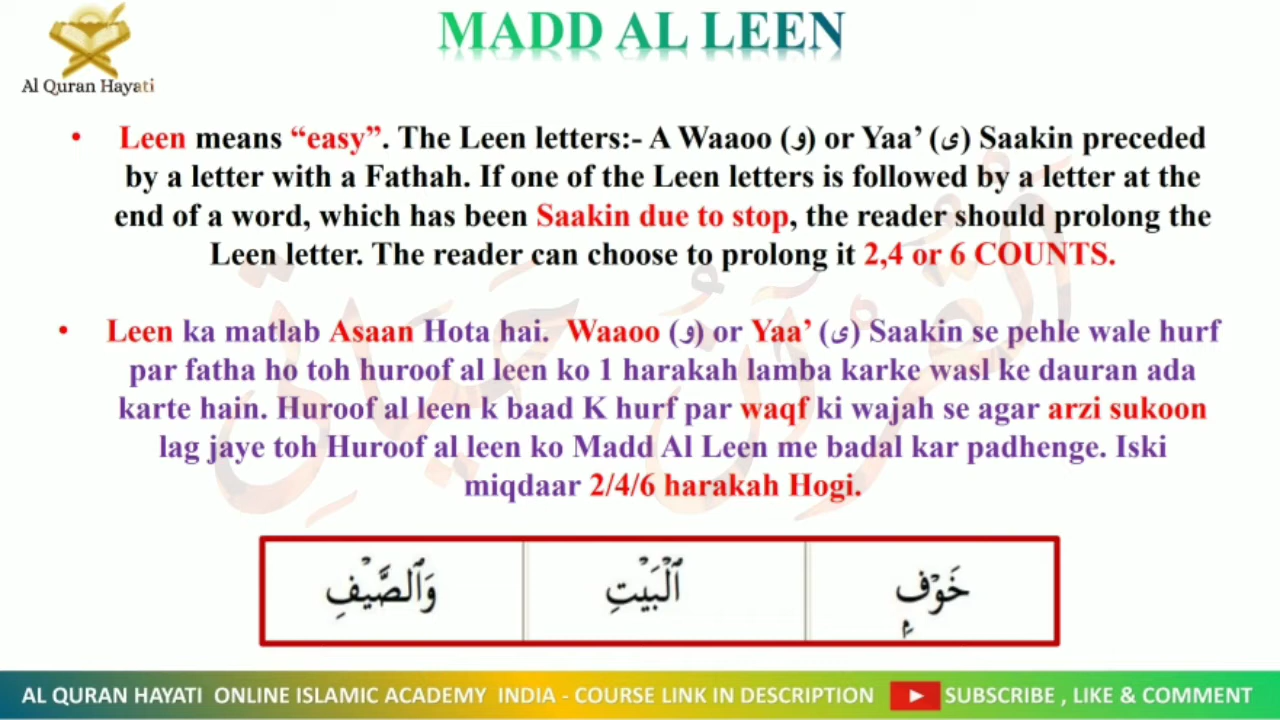 Al Quran Hayati
MADD AL LEEN
• Leen means “easy”. The Leen letters:- A Waaoo (و) or Yaa’ (ى) Saakin preceded
by a letter with a Fathah. If one of the Leen letters is followed by a letter at the
end of a word, which has been Saakin due to stop, the reader should prolong the
Leen letter. The reader can choose to prolong it 2,4 or 6 COUNTS.
• Leen ka matlab Asaan Hota hai. Waaoo (و) or Yaa’ (ى) Saakin se pehle wale hurf
par fatha ho toh huroof al leen ko 1 harakah lamba karke wasl ke dauran ada
karte hain. Huroof al leen k baad K hurf par waqf ki wajah se agar arzi sukoon
lag jaye toh Huroof al leen ko Madd Al Leen me badal kar padhenge. Iski
miqdaar 2/4/6 harakah Hogi.
القُرْآنُ حَيَاتِي
خَوۡفٖ ٱلۡبَيۡتِ وَٱلصَّيۡفِ
AL QURAN HAYATI ONLINE ISLAMIC ACADEMY INDIA - COURSE LINK IN DESCRIPTION SUBSCRIBE , LIKE & COMMENT